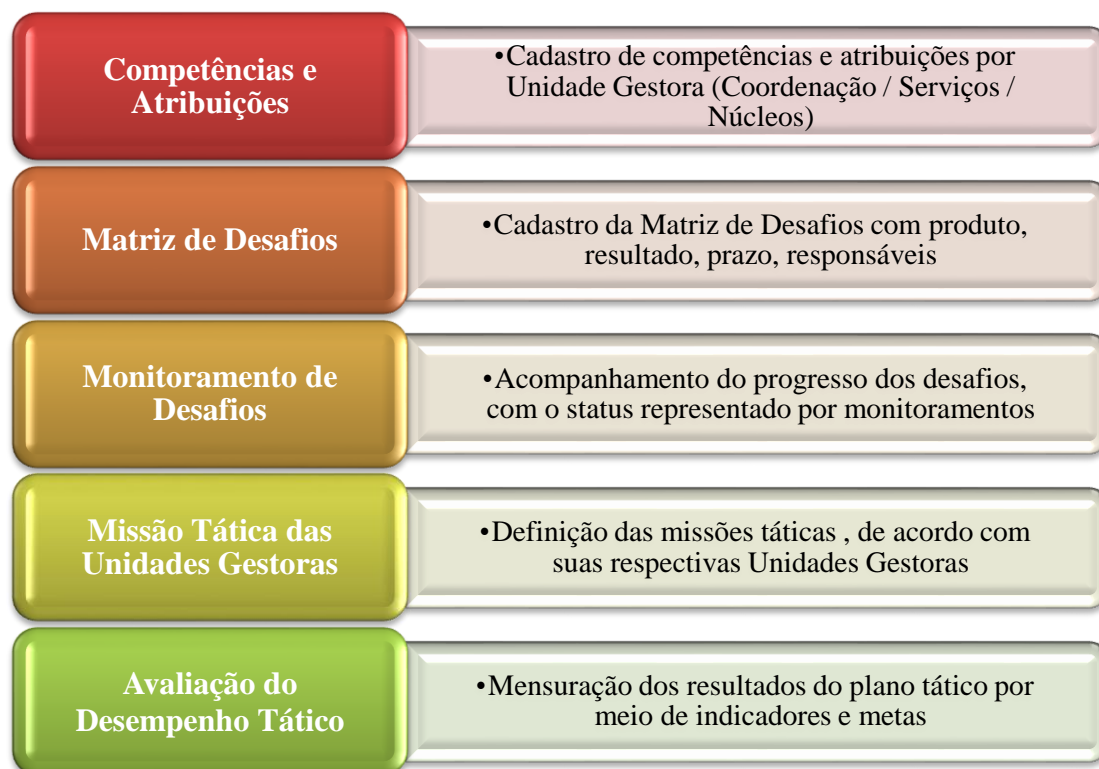 Competências e
Atribuições
•Cadastro de competências e atribuições por
Unidade Gestora (Coordenação / Serviços /
Núcleos)
Matriz de Desafios
•Cadastro da Matriz de Desafios com produto,
resultado, prazo, responsáveis
Monitoramento de
Desafios
•Acompanhamento do progresso dos desafios,
com o status representado por monitoramentos
Missão Tática das
Unidades Gestoras
•Definição das missões táticas , de acordo com
suas respectivas Unidades Gestoras
Avaliação do
Desempenho Tático
•Mensuração dos resultados do plano tático por
meio de indicadores e metas